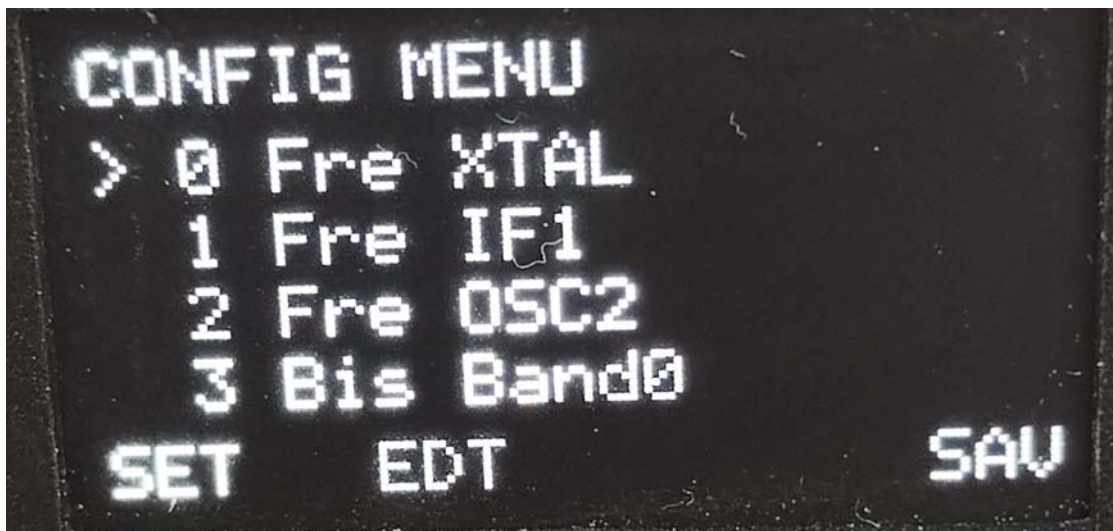 CONFIG MENU
> 0 Fre XTAL
1 Fre IF1
2 Fre OSC2
3 Bis Band0
SET EDT SAV